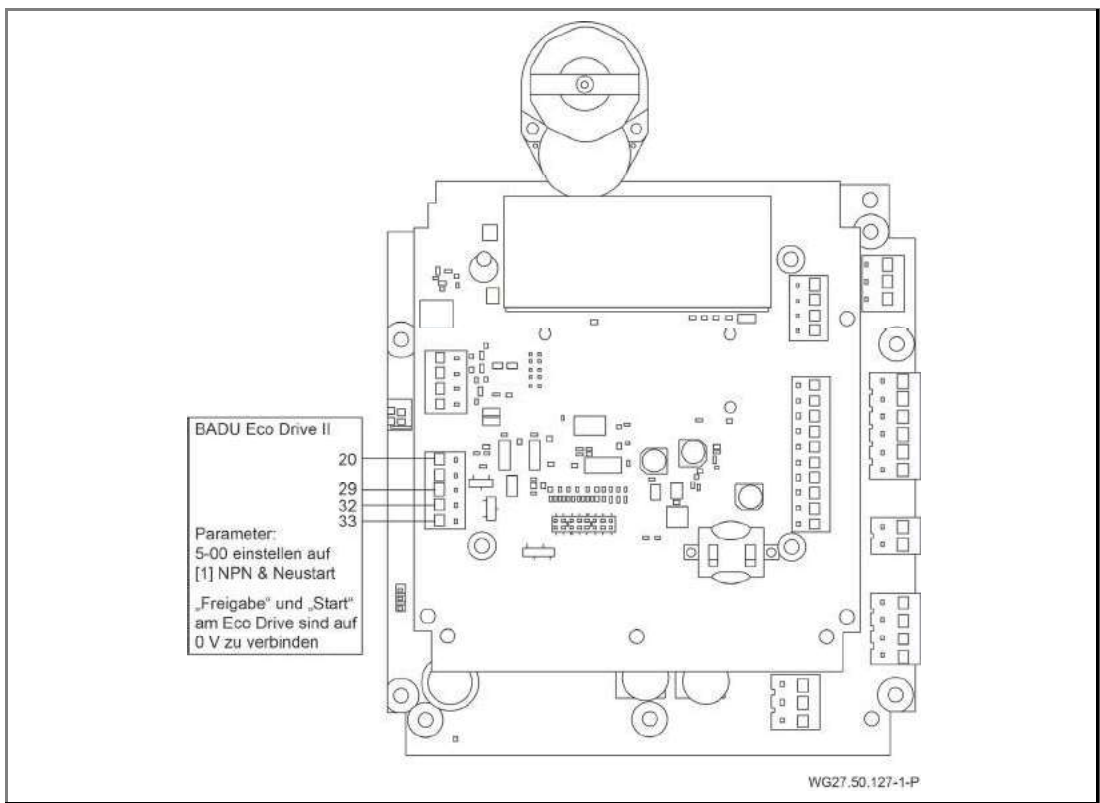 BADU Eco Drive II
20
29
32
33
Parameter:
5-00 einstellen auf
[1] NPN & Neustart
„Freigabe“ und „Start“
am Eco Drive sind auf
0 V zu verbinden
WG27.50.127-1-P